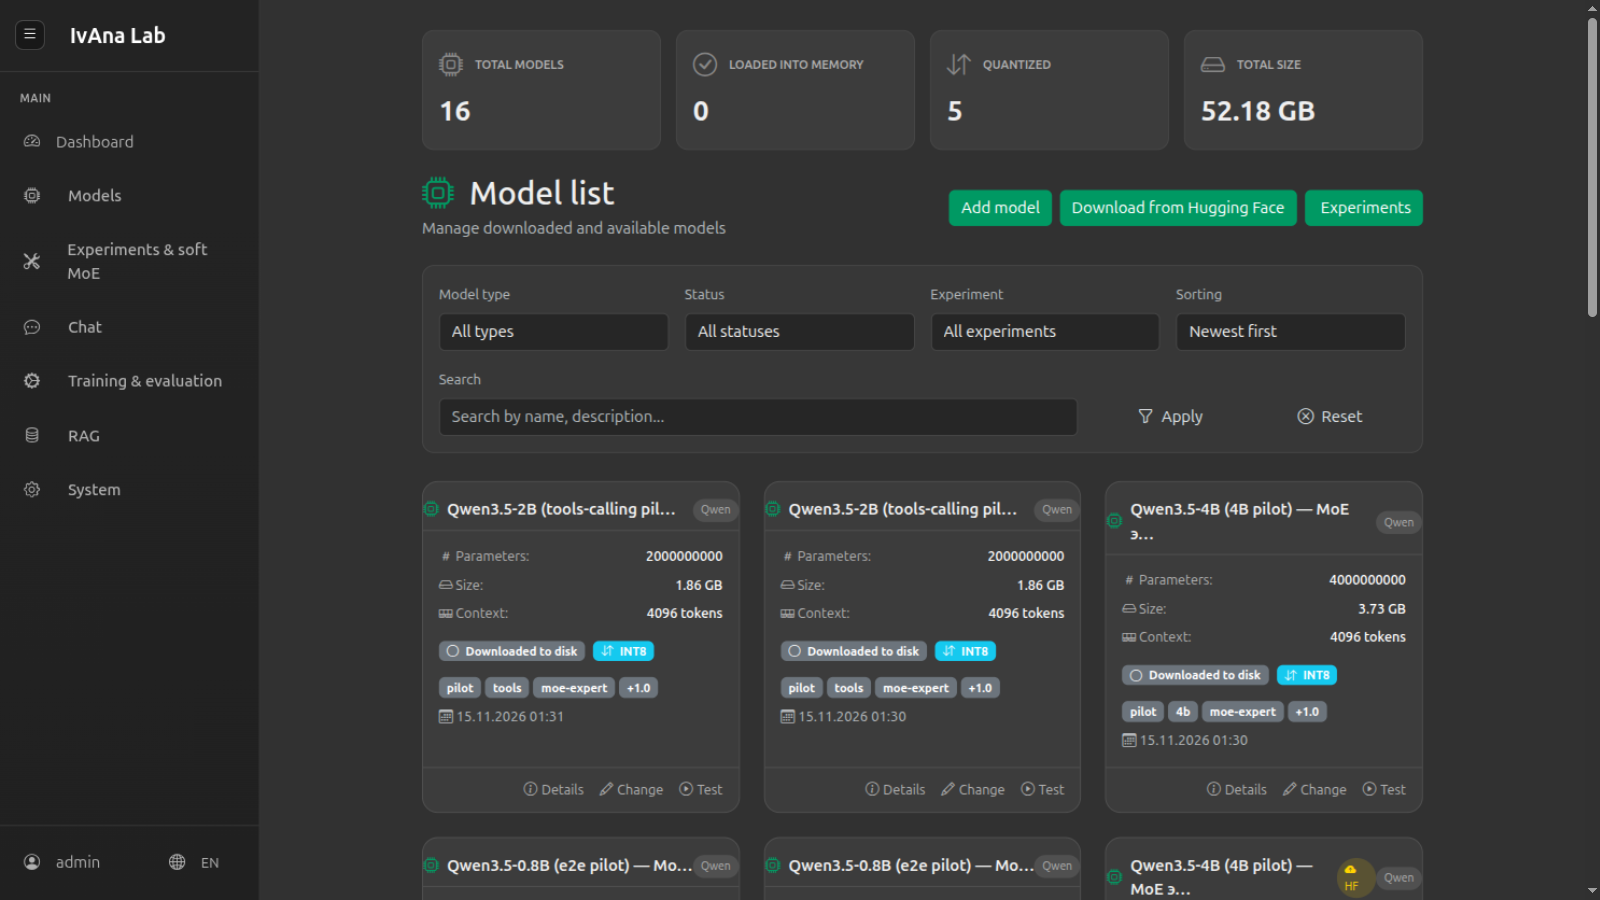 IvAna Lab
MAIN
Dashboard
Models
Experiments & soft
MoE
Chat
Training & evaluation
RAG
System
admin
EN
TOTAL MODELS
16
LOADED INTO MEMORY
0
QUANTIZED
5
TOTAL SIZE
52.18 GB
Model list
Manage downloaded and available models
Add model
Download from Hugging Face
Experiments
Model type
Status
Experiment
Sorting
All types
All statuses
All experiments
Newest first
Search
Search by name, description...
Apply
Reset
Qwen3.5-2B (tools-calling pil...
Qwen
# Parameters: 2000000000
Size: 1.86 GB
Context: 4096 tokens
Downloaded to disk
INT8
pilot tools moe-expert +1.0
15.11.2026 01:31
Details Change Test
Qwen3.5-2B (tools-calling pil...
Qwen
# Parameters: 2000000000
Size: 1.86 GB
Context: 4096 tokens
Downloaded to disk
INT8
pilot tools moe-expert +1.0
15.11.2026 01:30
Details Change Test
Qwen3.5-4B (4B pilot) — MoE
э...
Qwen
# Parameters: 4000000000
Size: 3.73 GB
Context: 4096 tokens
Downloaded to disk
INT8
pilot 4b moe-expert +1.0
15.11.2026 01:30
Details Change Test
Qwen3.5-0.8B (e2e pilot) — Mo...
Qwen
Qwen3.5-0.8B (e2e pilot) — Mo...
Qwen
Qwen3.5-4B (4B pilot) —
MoE э...
HF
Qwen